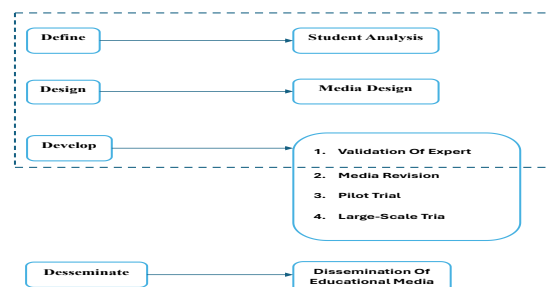 Define
Student Analysis
Design
Media Design
Develop
1. Validation Of Expert
2. Media Revision
3. Pilot Trial
4. Large-Scale Tria
Desseminate
Dissemination Of
Educational Media